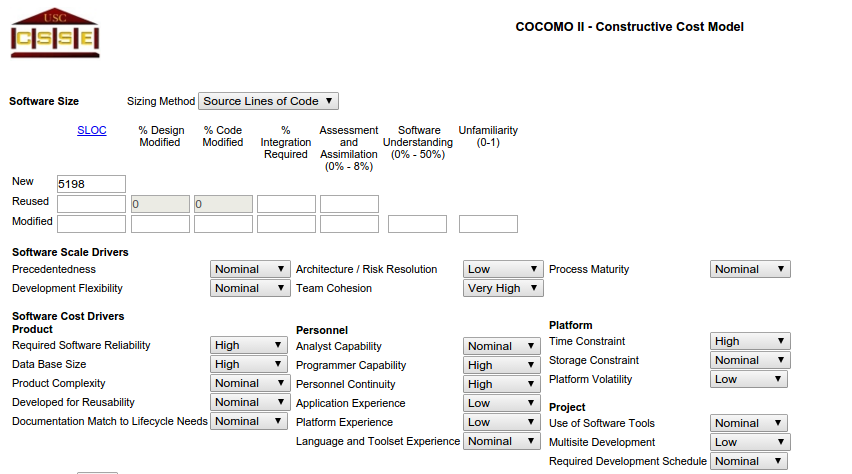 USC
CSSE
COCOMO II - Constructive Cost Model
Software Size Sizing Method Source Lines of Code
SLOC % Design Modified % Code Modified % Integration Required Assessment and Assimilation (0% - 8%) Software Understanding (0% - 50%) Unfamiliarity (0-1)
New 5198
Reused 0 0
Modified
Software Scale Drivers
Precedentedness Nominal Architecture / Risk Resolution Low Process Maturity Nominal
Development Flexibility Nominal Team Cohesion Very High
Software Cost Drivers
Product
Required Software Reliability High
Data Base Size High
Product Complexity Nominal
Developed for Reusability Nominal
Documentation Match to Lifecycle Needs Nominal
Personnel
Analyst Capability Nominal
Programmer Capability High
Personnel Continuity High
Application Experience Low
Platform Experience Low
Language and Toolset Experience Nominal
Platform
Time Constraint High
Storage Constraint Nominal
Platform Volatility Low
Project
Use of Software Tools Nominal
Multisite Development Low
Required Development Schedule Nominal